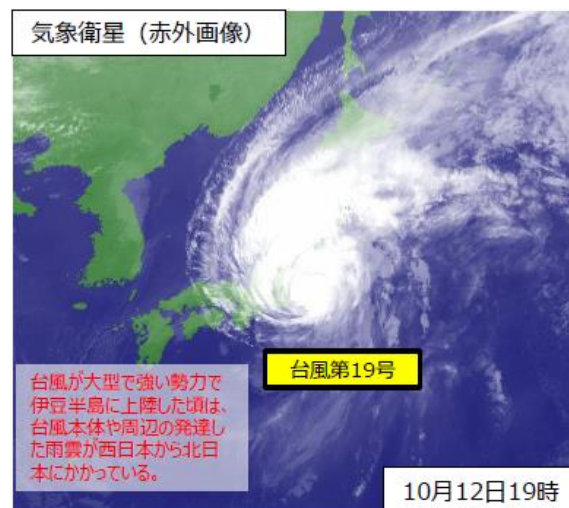 気象衛星（赤外画像）
台風第19号
台風が大型で強い勢力で
伊豆半島に上陸した頃は、
台風本体や周辺の発達し
た雨雲が西日本から北日
本にかかっている。
10月12日19時